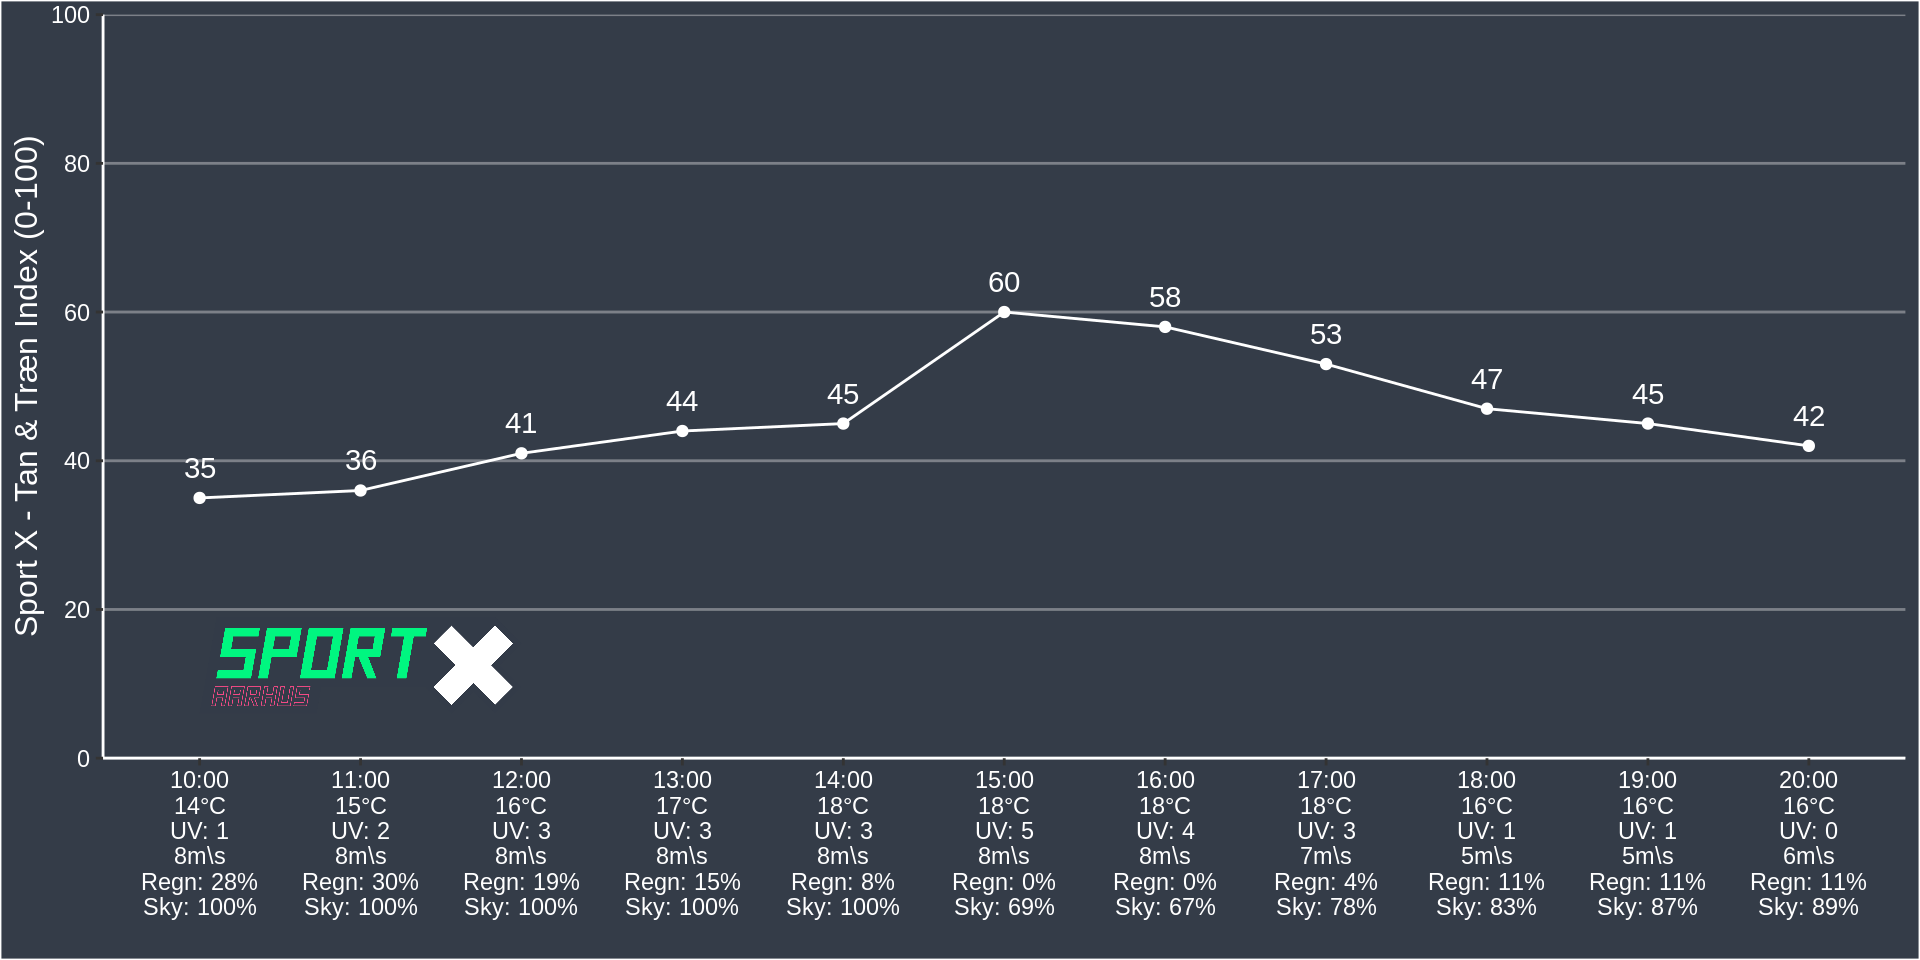 Sport X - Tan & Træn Index (0-100)
100
80
60
40
20
0
35
36
41
44
45
60
58
53
47
45
42
SPORT X
AARHUS
10:00 11:00 12:00 13:00 14:00 15:00 16:00 17:00 18:00 19:00 20:00
14°C 15°C 16°C 17°C 18°C 18°C 18°C 18°C 16°C 16°C 16°C
UV: 1 UV: 2 UV: 3 UV: 3 UV: 3 UV: 5 UV: 4 UV: 3 UV: 1 UV: 1 UV: 0
8m\s 8m\s 8m\s 8m\s 8m\s 8m\s 8m\s 7m\s 5m\s 5m\s 6m\s
Regn: 28% Regn: 30% Regn: 19% Regn: 15% Regn: 8% Regn: 0% Regn: 0% Regn: 4% Regn: 11% Regn: 11% Regn: 11%
Sky: 100% Sky: 100% Sky: 100% Sky: 100% Sky: 100% Sky: 69% Sky: 67% Sky: 78% Sky: 83% Sky: 87% Sky: 89%